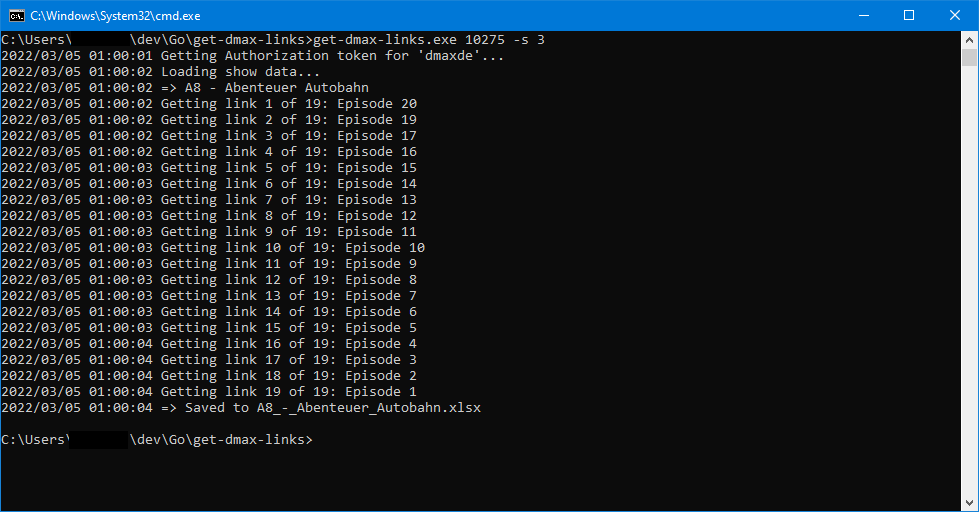 C:\Windows\System32\cmd.exe
C:\Users\ \dev\Go\get-dmax-links>get-dmax-links.exe 10275 -s 3
2022/03/05 01:00:01 Getting Authorization token for 'dmaxde'...
2022/03/05 01:00:02 Loading show data...
2022/03/05 01:00:02 => A8 - Abenteuer Autobahn
2022/03/05 01:00:02 Getting link 1 of 19: Episode 20
2022/03/05 01:00:02 Getting link 2 of 19: Episode 19
2022/03/05 01:00:02 Getting link 3 of 19: Episode 17
2022/03/05 01:00:02 Getting link 4 of 19: Episode 16
2022/03/05 01:00:03 Getting link 5 of 19: Episode 15
2022/03/05 01:00:03 Getting link 6 of 19: Episode 14
2022/03/05 01:00:03 Getting link 7 of 19: Episode 13
2022/03/05 01:00:03 Getting link 8 of 19: Episode 12
2022/03/05 01:00:03 Getting link 9 of 19: Episode 11
2022/03/05 01:00:03 Getting link 10 of 19: Episode 10
2022/03/05 01:00:03 Getting link 11 of 19: Episode 9
2022/03/05 01:00:03 Getting link 12 of 19: Episode 8
2022/03/05 01:00:03 Getting link 13 of 19: Episode 7
2022/03/05 01:00:03 Getting link 14 of 19: Episode 6
2022/03/05 01:00:03 Getting link 15 of 19: Episode 5
2022/03/05 01:00:04 Getting link 16 of 19: Episode 4
2022/03/05 01:00:04 Getting link 17 of 19: Episode 3
2022/03/05 01:00:04 Getting link 18 of 19: Episode 2
2022/03/05 01:00:04 Getting link 19 of 19: Episode 1
2022/03/05 01:00:04 => Saved to A8_-_Abenteuer_Autobahn.xlsx
C:\Users\ \dev\Go\get-dmax-links>